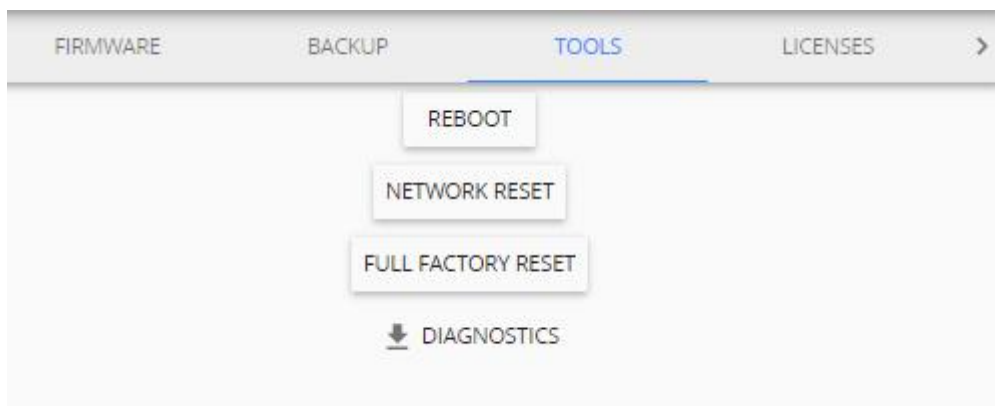 FIRMWARE BACKUP TOOLS LICENSES
REBOOT
NETWORK RESET
FULL FACTORY RESET
DIAGNOSTICS